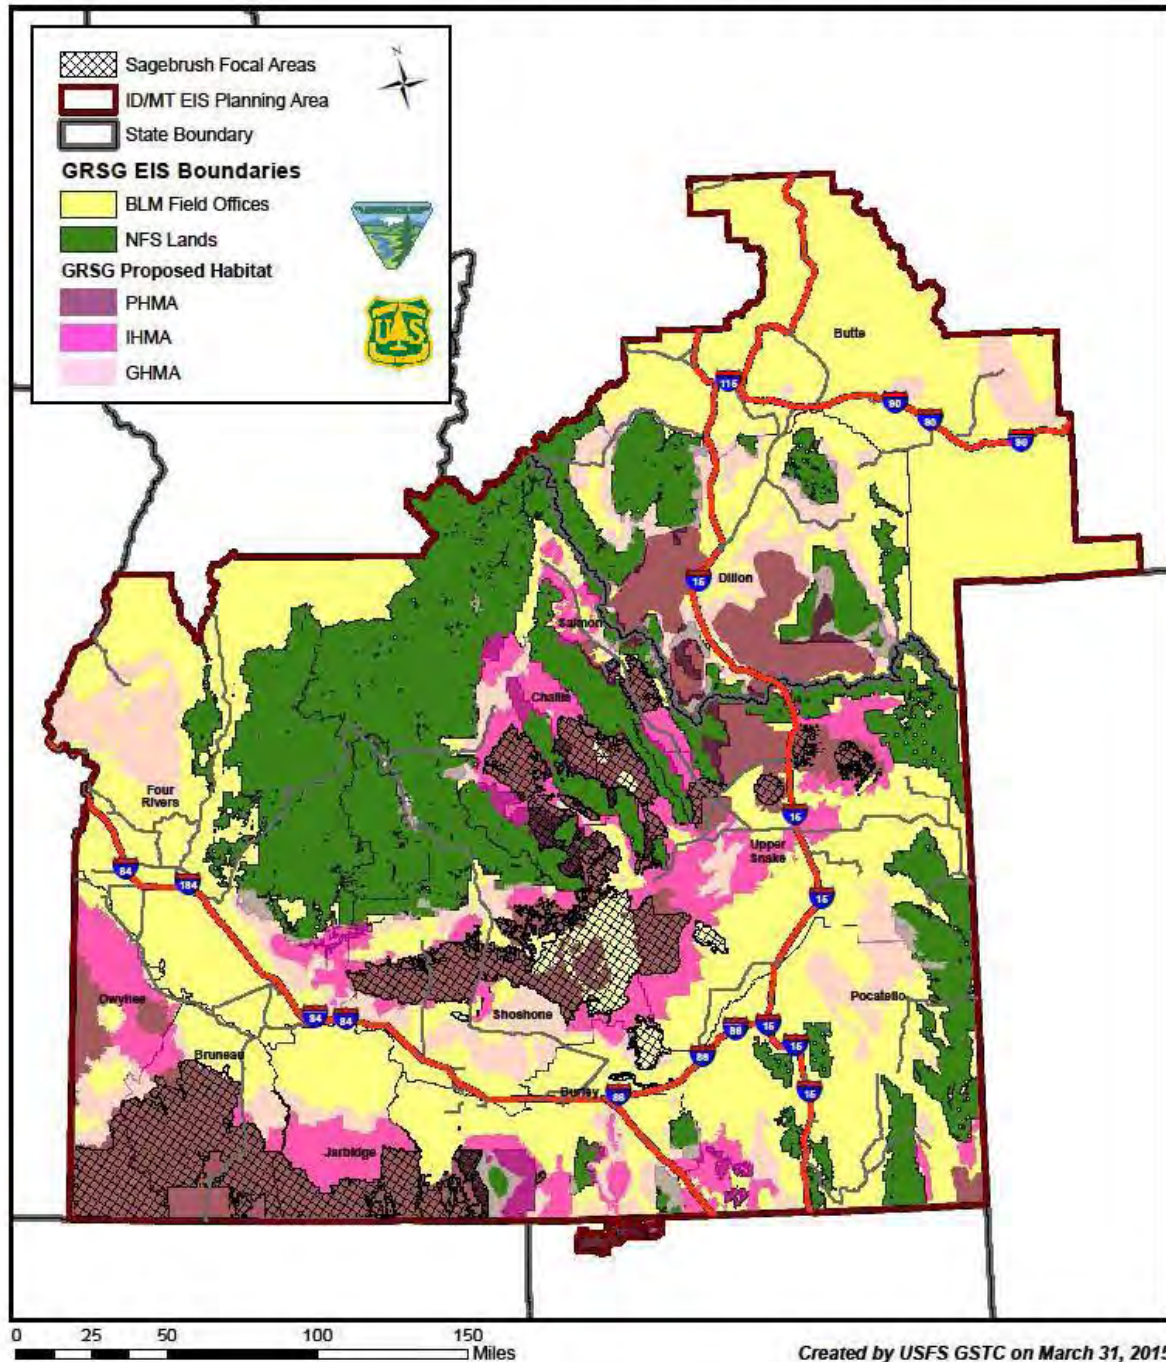 N
Sagebrush Focal Areas
ID/MT EIS Planning Area
State Boundary
GRSG EIS Boundaries
BLM Field Offices
NFS Lands
GRSG Proposed Habitat
PHMA
IHMA
GHMA
U S
Butte
115
90
90
90
15
Dillon
Salmon
Challis
Four
Rivers
15
Upper
Snake
84
184
15
Owyhee
Pocatello
84
84
Shoshone
86
15
15
86
Bruneau
Burley
86
15
Jarbidge
0 25 50 100 150
Miles
Created by USFS GSTC on March 31, 2015